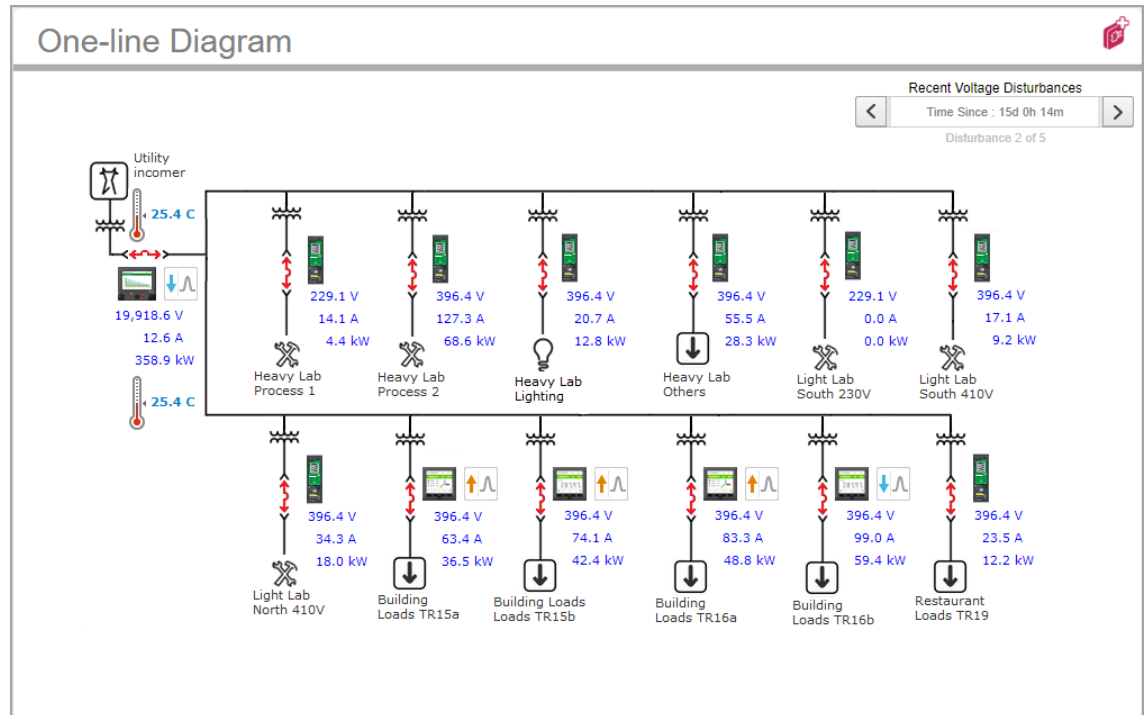 One-line Diagram
Recent Voltage Disturbances
Time Since : 15d 0h 14m
Disturbance 2 of 5
Utility
incomer
25.4 C
19,918.6 V
12.6 A
358.9 kW
25.4 C
229.1 V
14.1 A
4.4 kW
Heavy Lab
Process 1
396.4 V
127.3 A
68.6 kW
Heavy Lab
Process 2
396.4 V
20.7 A
12.8 kW
Heavy Lab
Lighting
396.4 V
55.5 A
28.3 kW
Heavy Lab
Others
229.1 V
0.0 A
0.0 kW
Light Lab
South 230V
396.4 V
17.1 A
9.2 kW
Light Lab
South 410V
396.4 V
34.3 A
18.0 kW
Light Lab
North 410V
396.4 V
63.4 A
36.5 kW
Building
Loads TR15a
396.4 V
74.1 A
42.4 kW
Building Loads
Loads TR15b
396.4 V
83.3 A
48.8 kW
Building
Loads TR16a
396.4 V
99.0 A
59.4 kW
Building
Loads TR16b
396.4 V
23.5 A
12.2 kW
Restaurant
Loads TR19